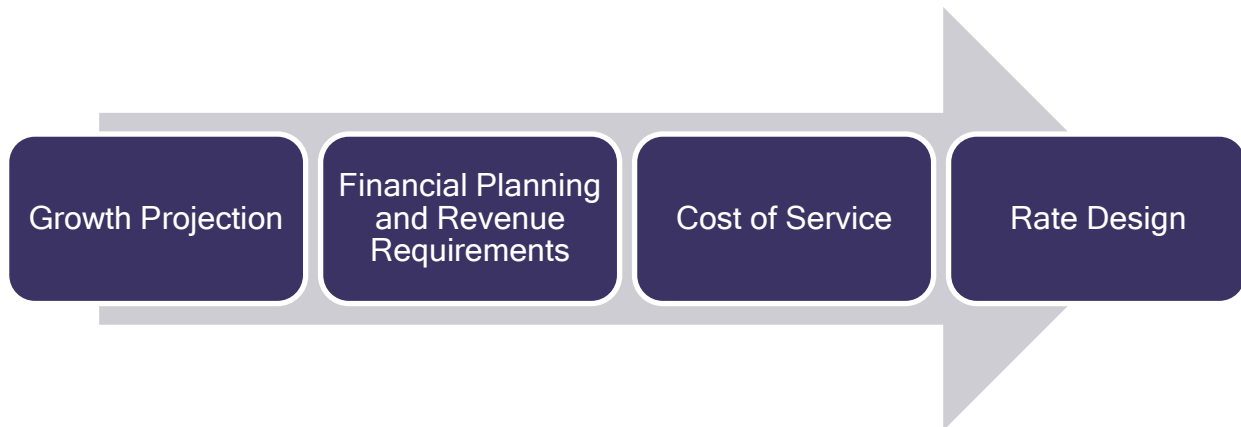 Growth Projection
Financial Planning
and Revenue
Requirements
Cost of Service
Rate Design